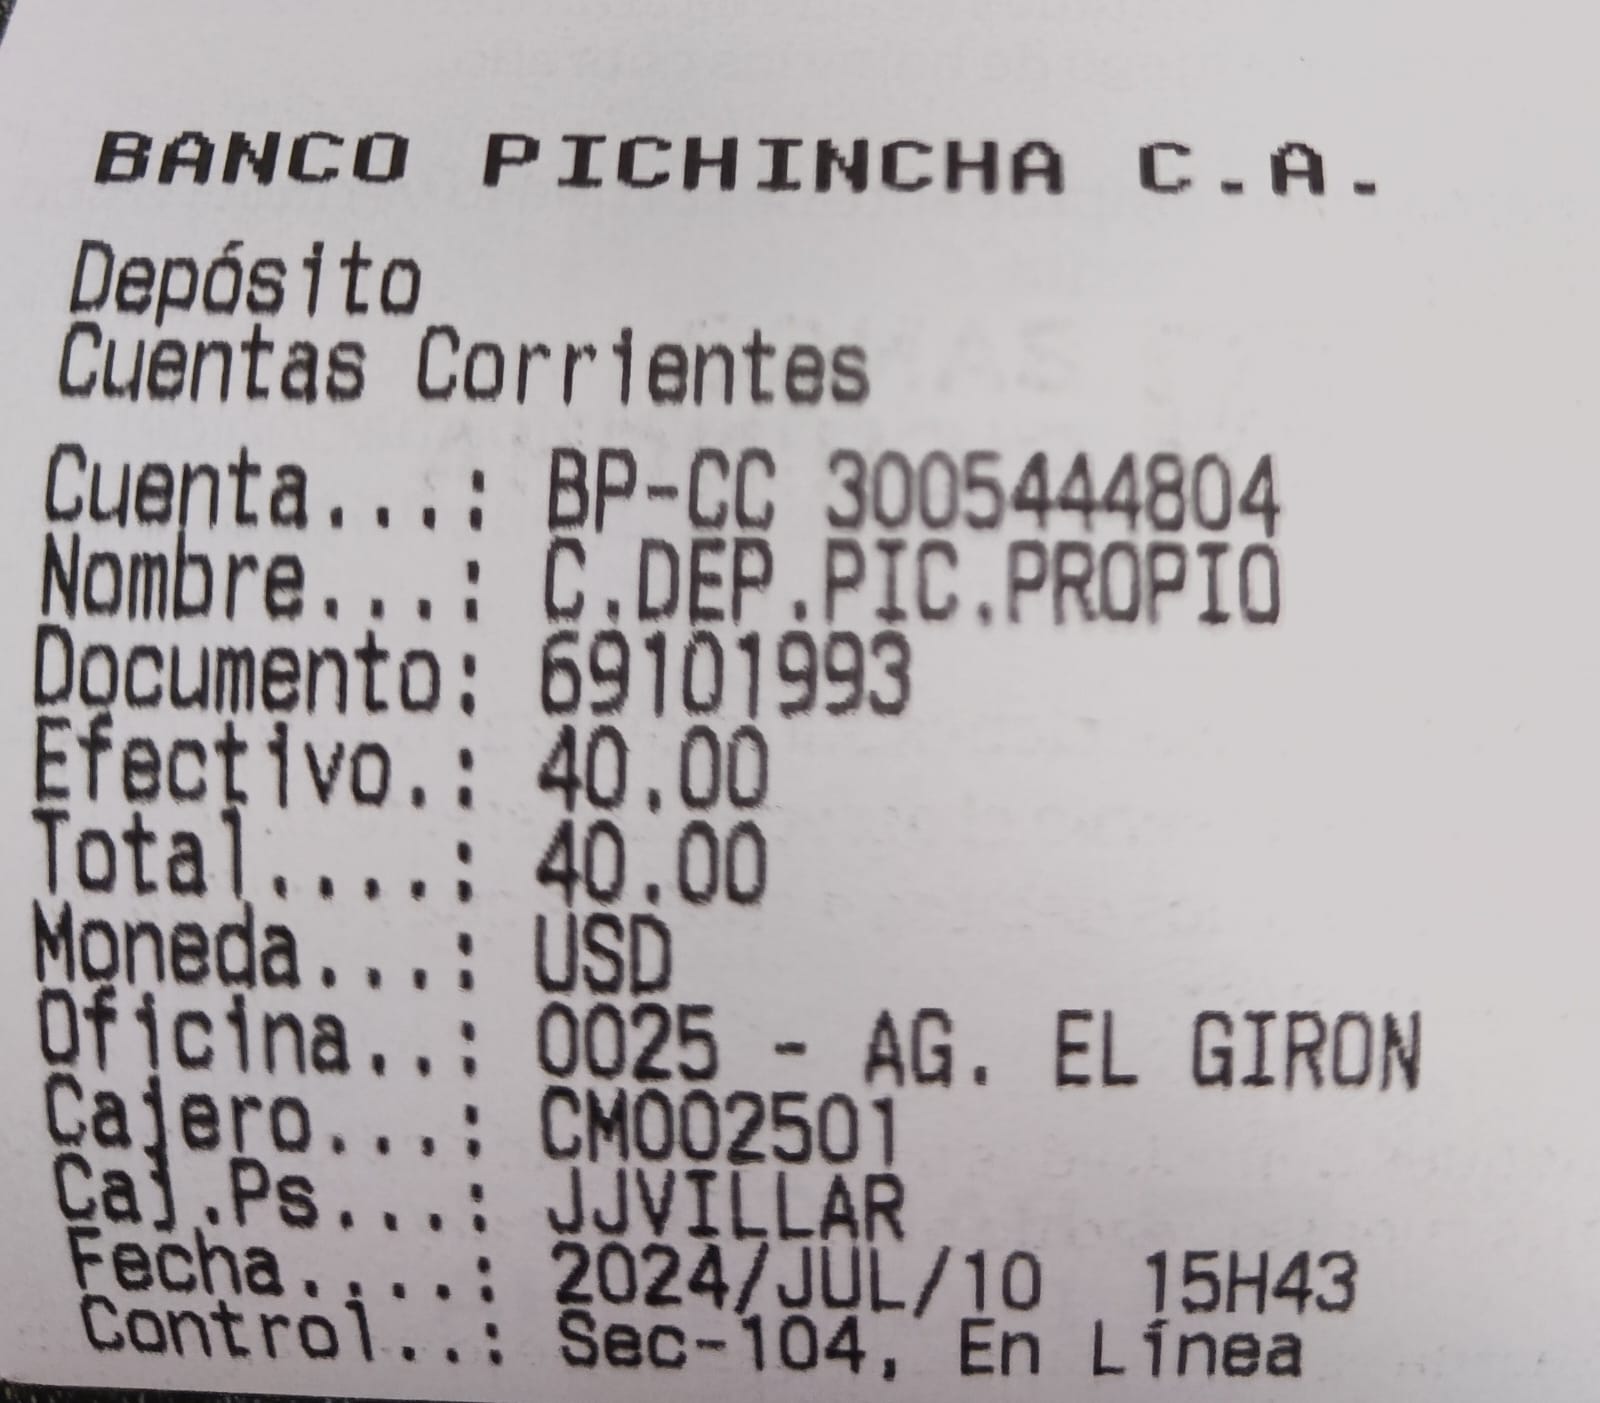 BANCO PICHINCHA C.A.
Depósito
Cuentas Corrientes
Cuenta...: BP-CC 3005444804
Nombre...: C.DEP.PIC.PROPIO
Documento: 69101993
Efectivo.: 40.00
Total....: 40.00
Moneda...: USD
Oficina..: 0025 - AG. EL GIRON
Cajero...: CM002501
Caj.Ps...: JJVILLAR
Fecha....: 2024/JUL/10  15H43
Control..: Sec-104, En Línea